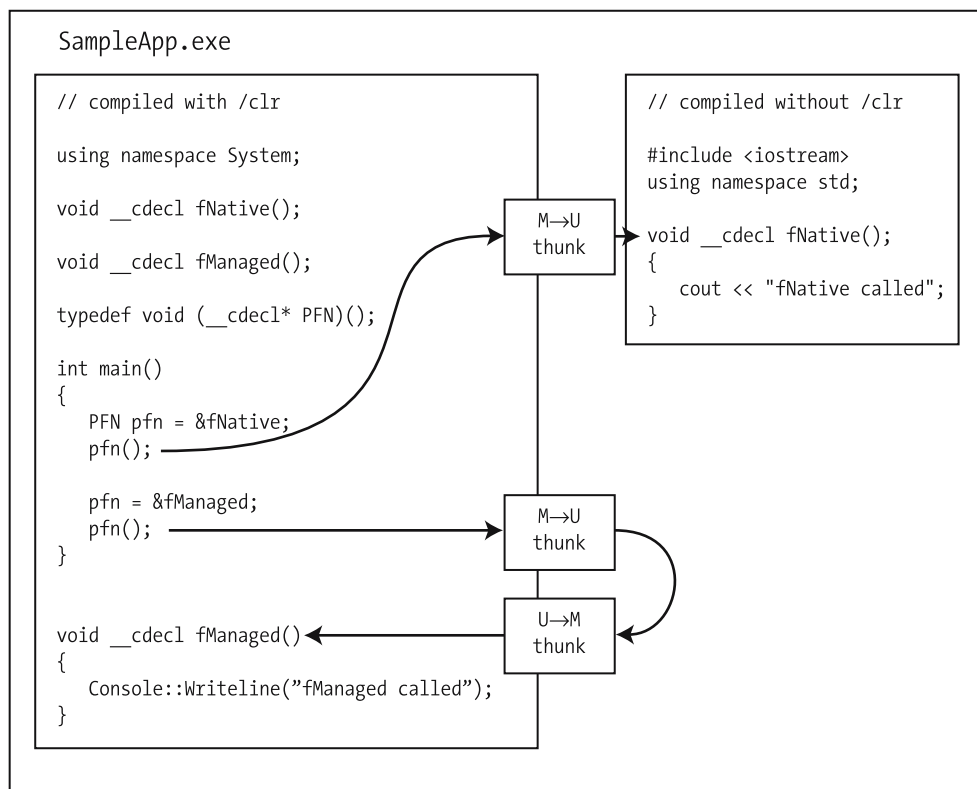 SampleApp.exe
// compiled with /clr
using namespace System;
void __cdecl fNative();
void __cdecl fManaged();
typedef void (__cdecl* PFN)();
int main()
{
PFN pfn = &fNative;
pfn();
pfn = &fManaged;
pfn();
}
void __cdecl fManaged()
{
Console::Writeline(”fManaged called”);
}
M→U
thunk
M→U
thunk
U→M
thunk
// compiled without /clr
#include <iostream>
using namespace std;
void __cdecl fNative();
{
cout << "fNative called";
}